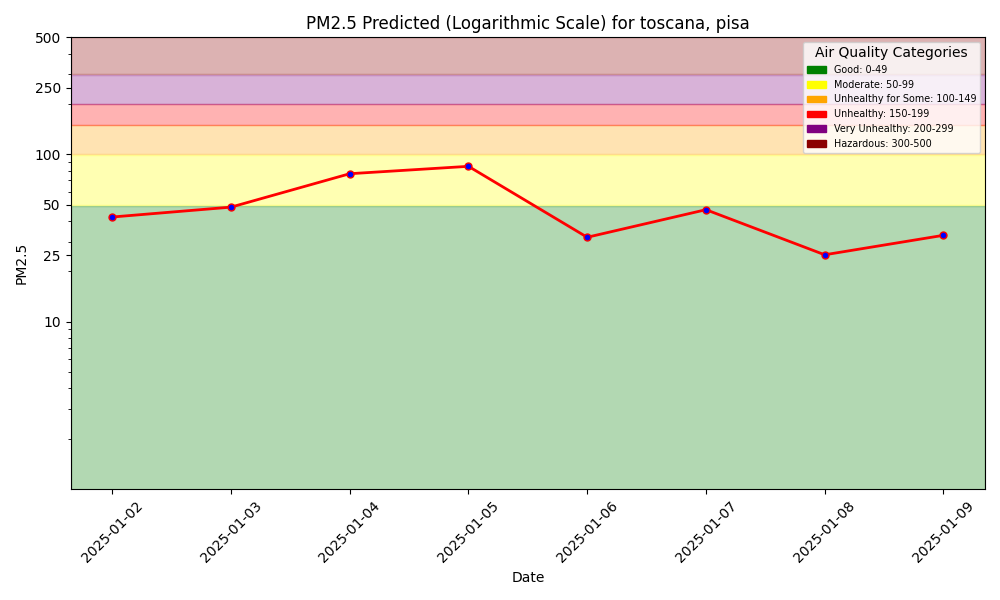 PM2.5 Predicted (Logarithmic Scale) for toscana, pisa
500
250
100
50
25
10
PM2.5
Air Quality Categories
Good: 0-49
Moderate: 50-99
Unhealthy for Some: 100-149
Unhealthy: 150-199
Very Unhealthy: 200-299
Hazardous: 300-500
2025-01-02
2025-01-03
2025-01-04
2025-01-05
2025-01-06
2025-01-07
2025-01-08
2025-01-09
Date